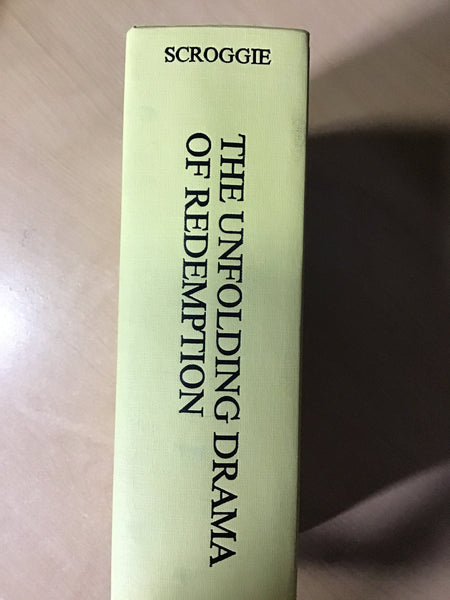 SCROGGIE
THE UNFOLDING DRAMA
OF REDEMPTION